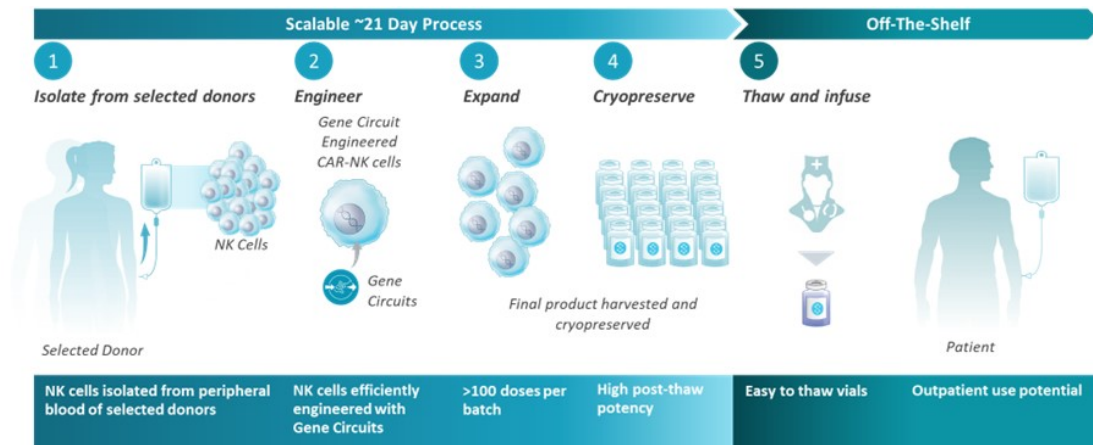 Scalable ~21 Day Process
Off-The-Shelf
1
Isolate from selected donors
2
Engineer
3
Expand
4
Cryopreserve
5
Thaw and infuse
Gene Circuit
Engineered
CAR-NK cells
NK Cells
Gene
Circuits
Final product harvested and
cryopreserved
Selected Donor
Patient
NK cells isolated from peripheral
blood of selected donors
NK cells efficiently
engineered with
Gene Circuits
>100 doses per
batch
High post-thaw
potency
Easy to thaw vials
Outpatient use potential